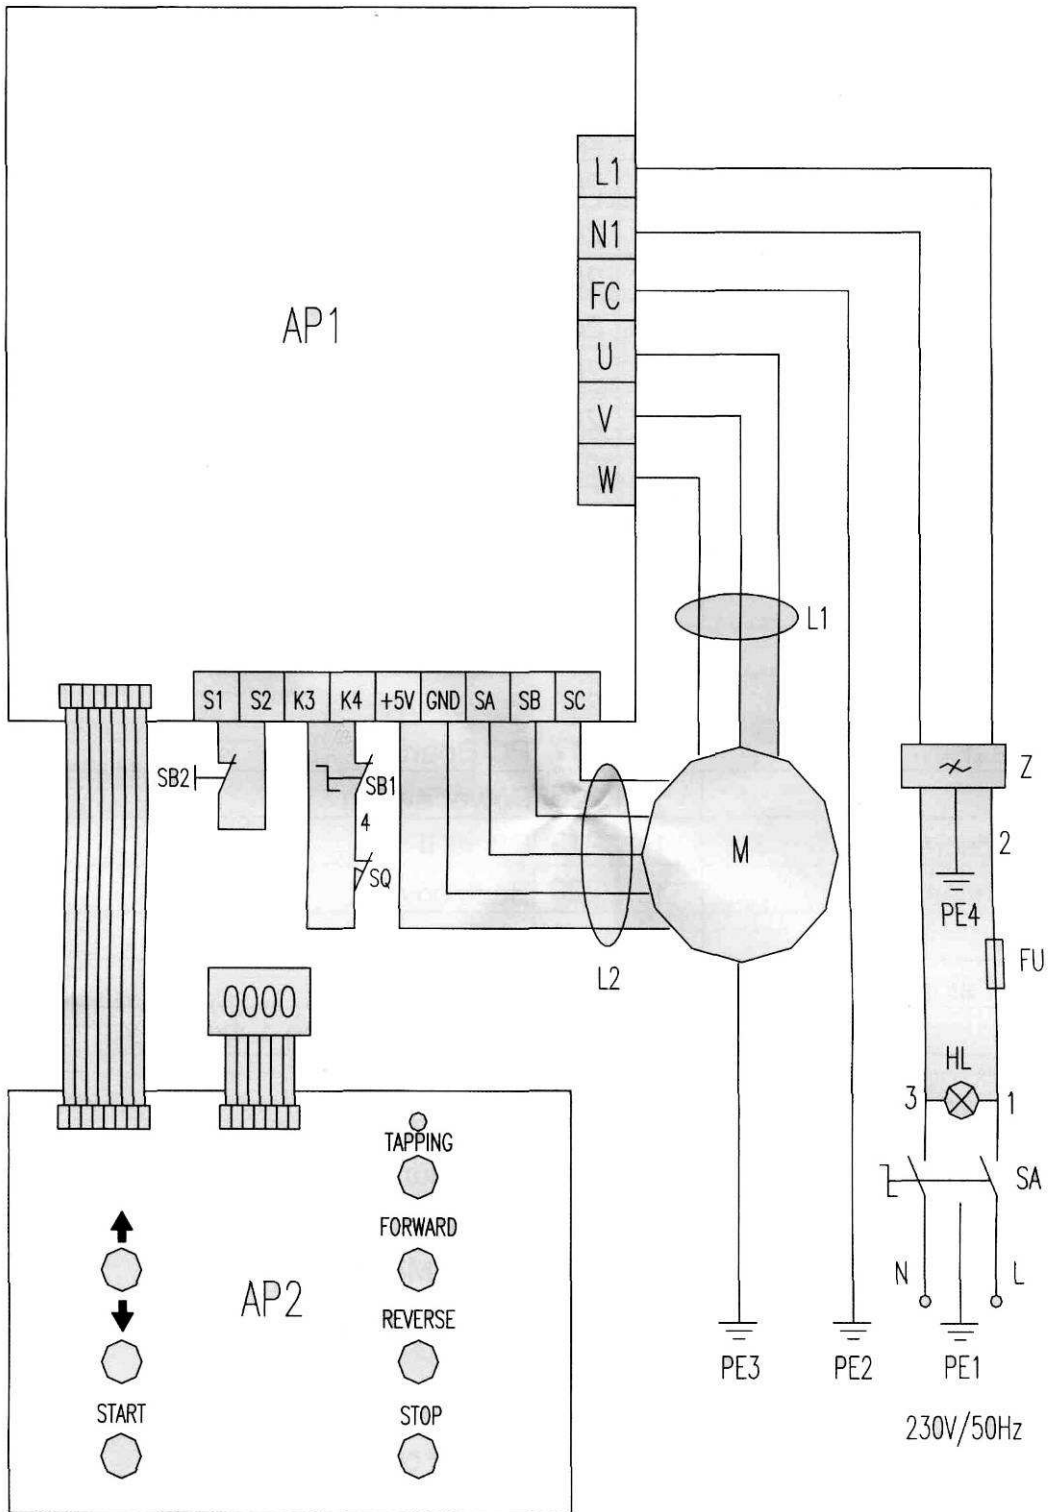 L1
N1
FC
AP1
U
V
W
L1
S1 S2 K3 K4 +5V GND SA SB SC
SB2
SB1
4
SQ
M
Z
2
PE4
FU
L2
0000
HL
3
1
TAPPING
SA
FORWARD
N
L
AP2
REVERSE
PE3
PE2
PE1
START
STOP
230V/50Hz